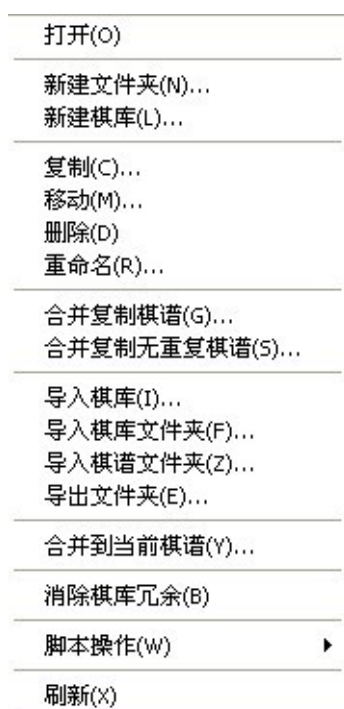 打开(O)
新建文件夹(N)...
新建棋库(L)...
复制(C)...
移动(M)...
删除(D)
重命名(R)...
合并复制棋谱(G)...
合并复制无重复棋谱(S)...
导入棋库(I)...
导入棋库文件夹(F)...
导入棋谱文件夹(Z)...
导出文件夹(E)...
合并到当前棋谱(Y)...
消除棋库冗余(B)
脚本操作(W)
刷新(X)